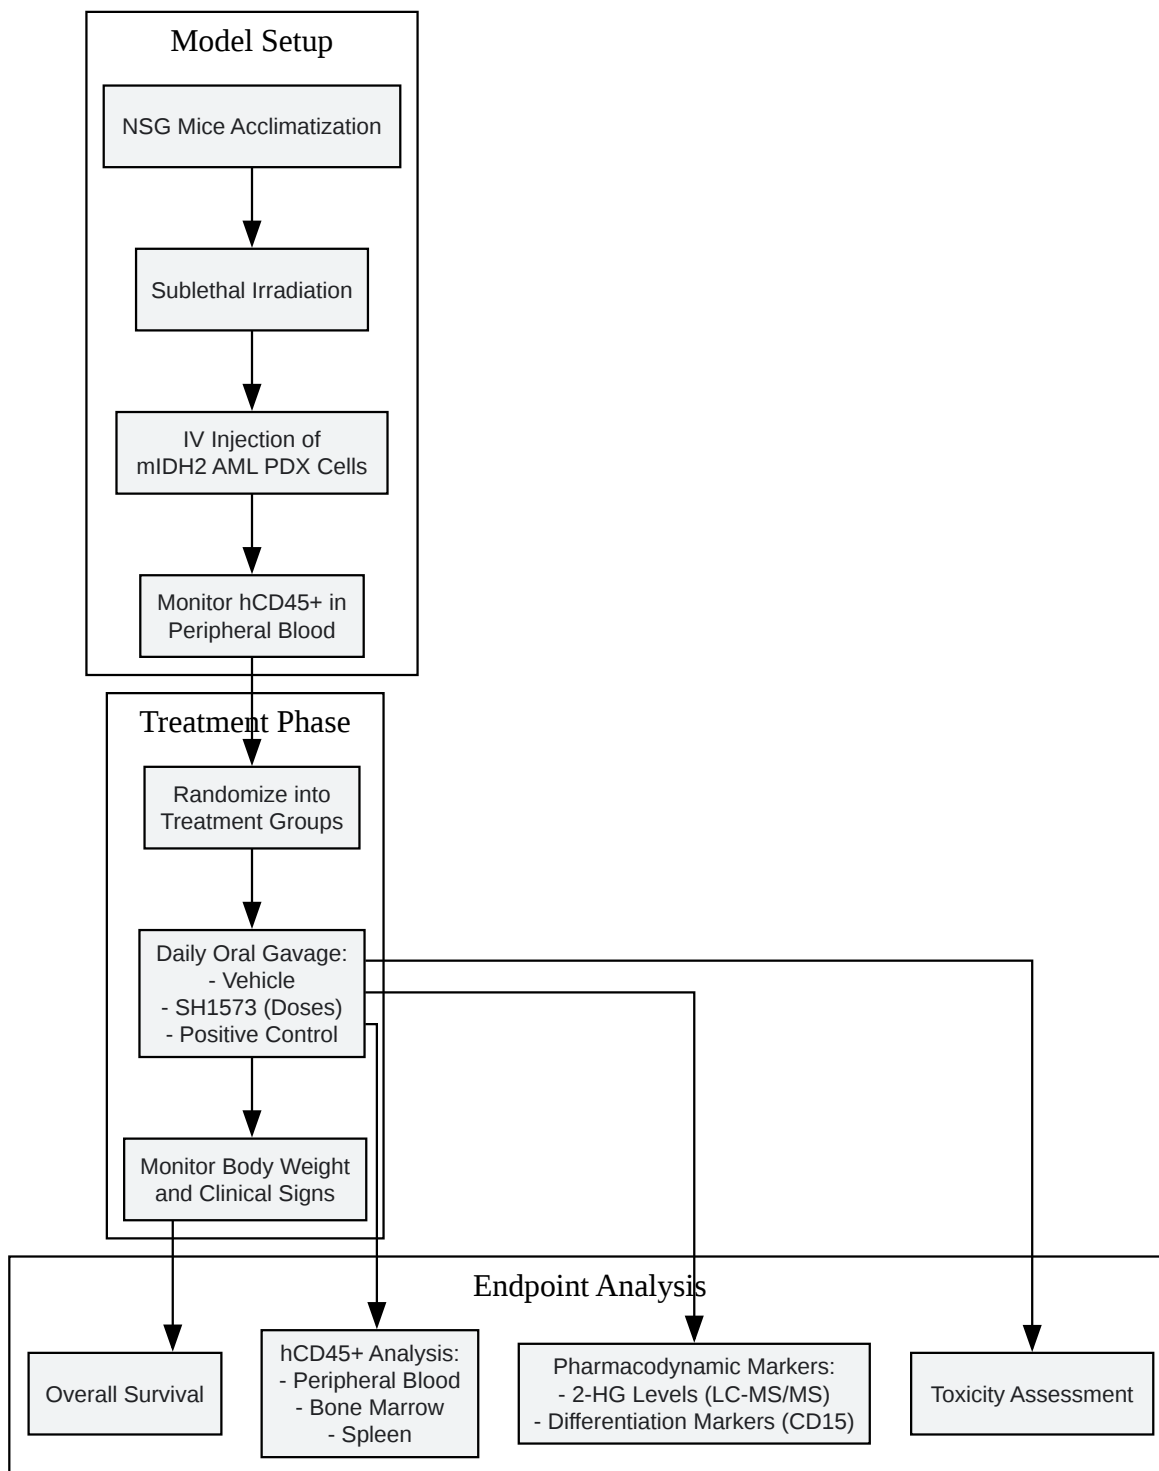 Model Setup
NSG Mice Acclimatization
Sublethal Irradiation
IV Injection of
mIDH2 AML PDX Cells
Monitor hCD45+ in
Peripheral Blood
Treatment Phase
Randomize into
Treatment Groups
Daily Oral Gavage:
- Vehicle
- SH1573 (Doses)
- Positive Control
Monitor Body Weight
and Clinical Signs
Endpoint Analysis
Overall Survival
hCD45+ Analysis:
- Peripheral Blood
- Bone Marrow
- Spleen
Pharmacodynamic Markers:
- 2-HG Levels (LC-MS/MS)
- Differentiation Markers (CD15)
Toxicity Assessment